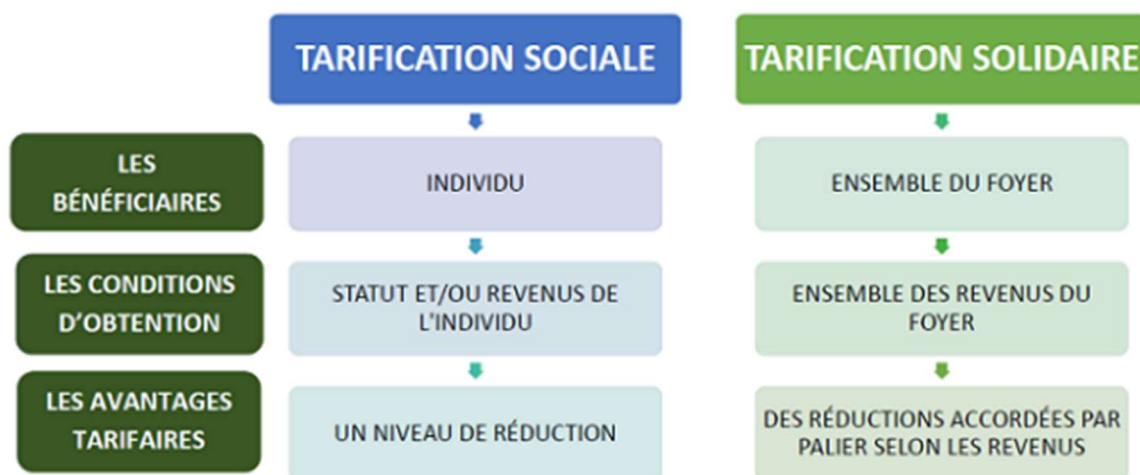 TARIFICATION SOCIALE
TARIFICATION SOLIDAIRE
LES
BÉNÉFICIAIRES
INDIVIDU
ENSEMBLE DU FOYER
LES CONDITIONS
D'OBTENTION
STATUT ET/OU REVENUS DE
L'INDIVIDU
ENSEMBLE DES REVENUS DU
FOYER
LES AVANTAGES
TARIFAIRES
UN NIVEAU DE RÉDUCTION
DES RÉDUCTIONS ACCORDÉES PAR
PALIER SELON LES REVENUS